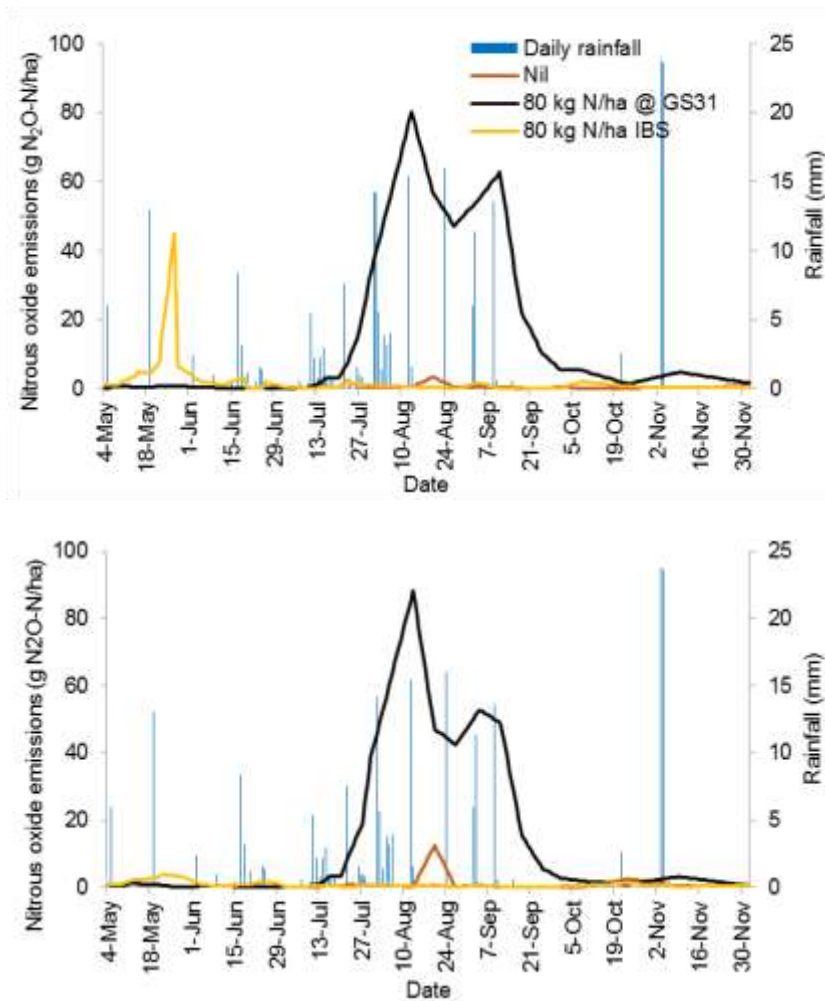 100
80
60
40
20
0
Nitrous oxide emissions (g N₂O-N/ha)
Daily rainfall
Nil
80 kg N/ha @ GS31
80 kg N/ha IBS
25
20
15
10
5
0
Rainfall (mm)
4-May
18-May
1-Jun
15-Jun
29-Jun
13-Jul
27-Jul
10-Aug
24-Aug
7-Sep
21-Sep
5-Oct
19-Oct
2-Nov
16-Nov
30-Nov
Date
100
80
60
40
20
0
Nitrous oxide emissions (g N2O-N/ha)
25
20
15
10
5
0
Rainfall (mm)
4-May
18-May
1-Jun
15-Jun
29-Jun
13-Jul
27-Jul
10-Aug
24-Aug
7-Sep
21-Sep
5-Oct
19-Oct
2-Nov
16-Nov
30-Nov
Date